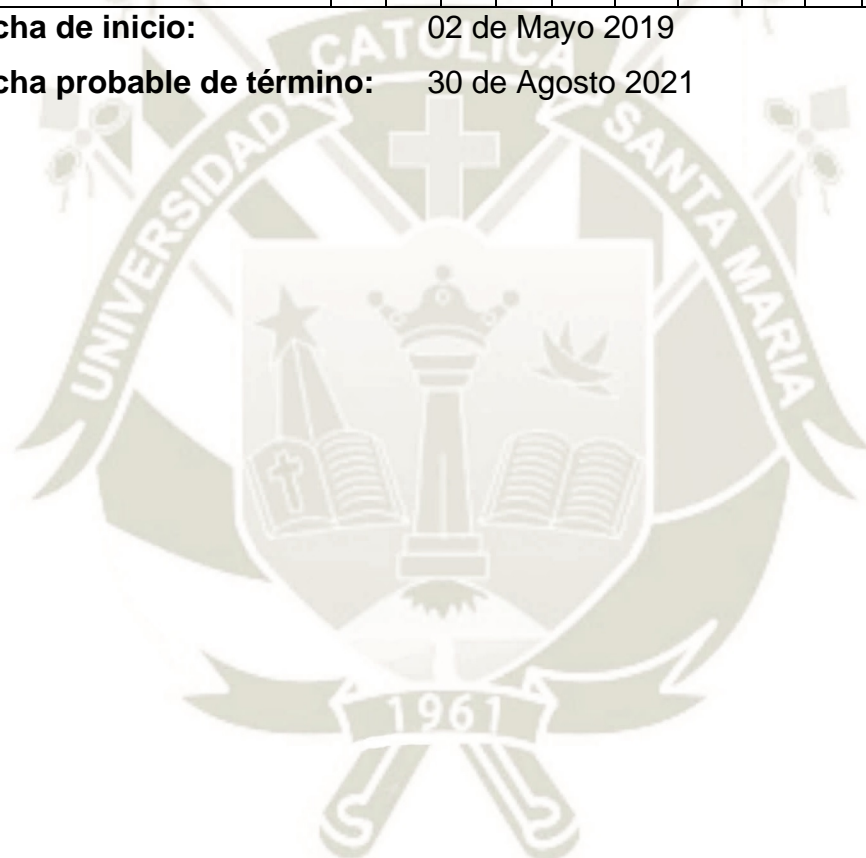 cha de inicio: 02 de Mayo 2019
cha probable de término: 30 de Agosto 2021
CATÓLICA
UNIVERSIDAD SANTA MARIA
1961